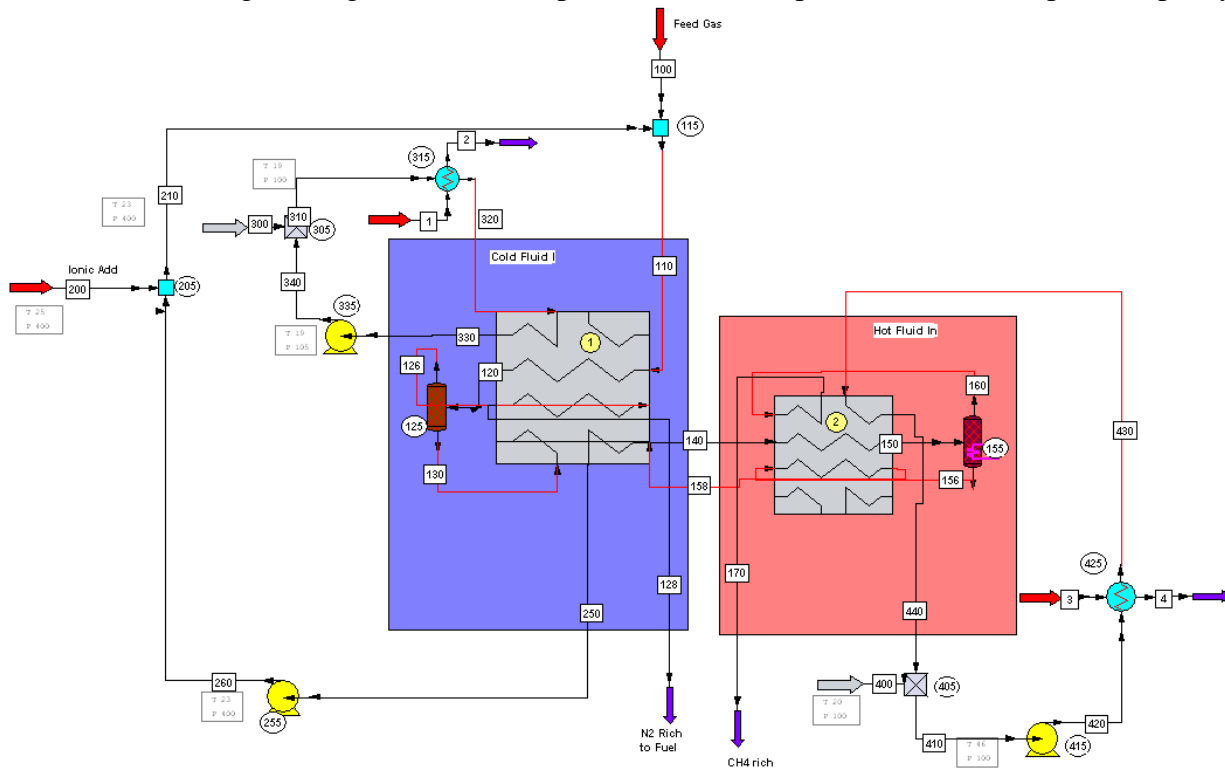 Feed Gas
100
115
2
315
T 19
P 100
210
T 23
P 400
300
310
305
1
320
Cold Fluid I
110
Ionic Add
200
205
T 25
P 400
340
335
T 19
P 105
330
1
126
120
125
130
Hot Fluid In
160
2
140
150
155
156
158
430
170
128
250
440
425
3
4
260
T 23
P 400
255
400
405
T 20
P 100
N2 Rich
to Fuel
CH4 rich
410
T 46
P 100
415
420